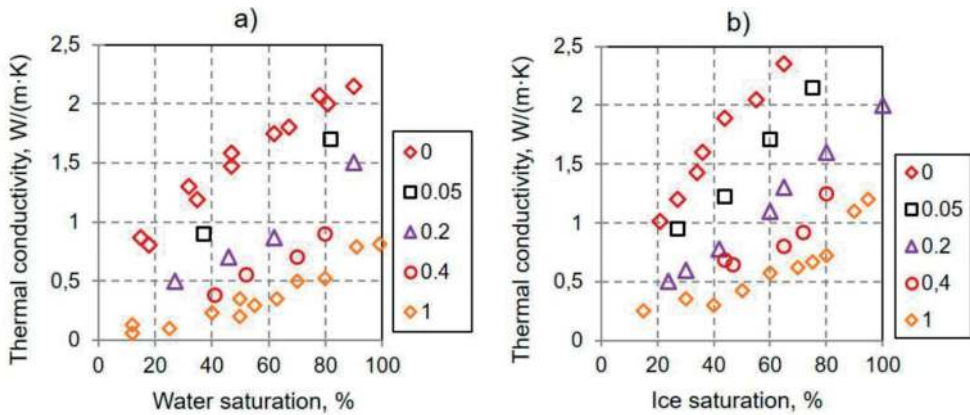 a)
Thermal conductivity, W/(m·K)
2,5
2
1,5
1
0,5
0
0 20 40 60 80 100
Water saturation, %
0
0.05
0.2
0.4
1
b)
Thermal conductivity, W/(m·K)
2,5
2
1,5
1
0,5
0
0 20 40 60 80 100
Ice saturation, %
0
0.05
0.2
0,4
1